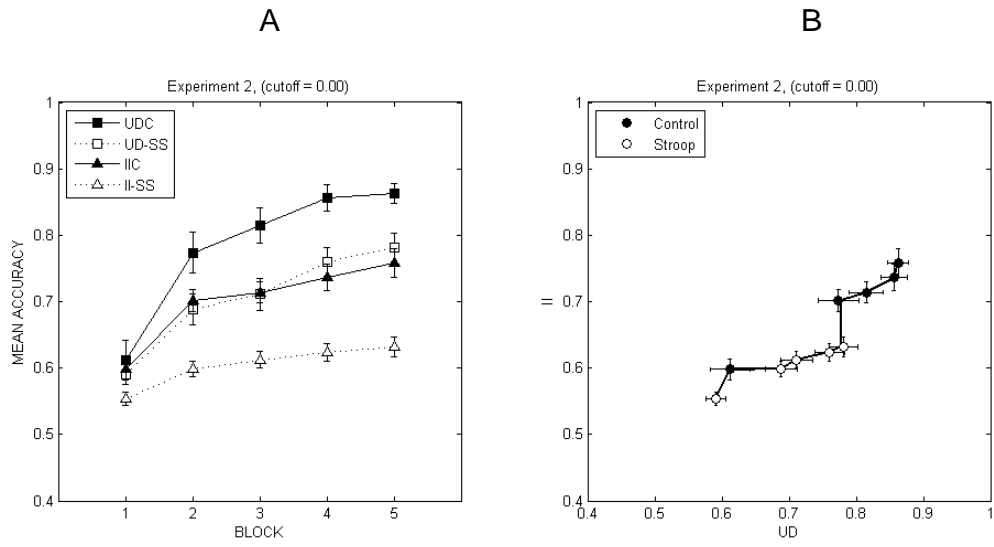 A
B
Experiment 2, (cutoff = 0.00)
UDC
UD-SS
IIC
II-SS
1
0.9
0.8
0.7
0.6
0.5
0.4
MEAN ACCURACY
1 2 3 4 5
BLOCK
Experiment 2, (cutoff = 0.00)
Control
Stroop
1
0.9
0.8
0.7
0.6
0.5
0.4
II
0.4 0.5 0.6 0.7 0.8 0.9 1
UD